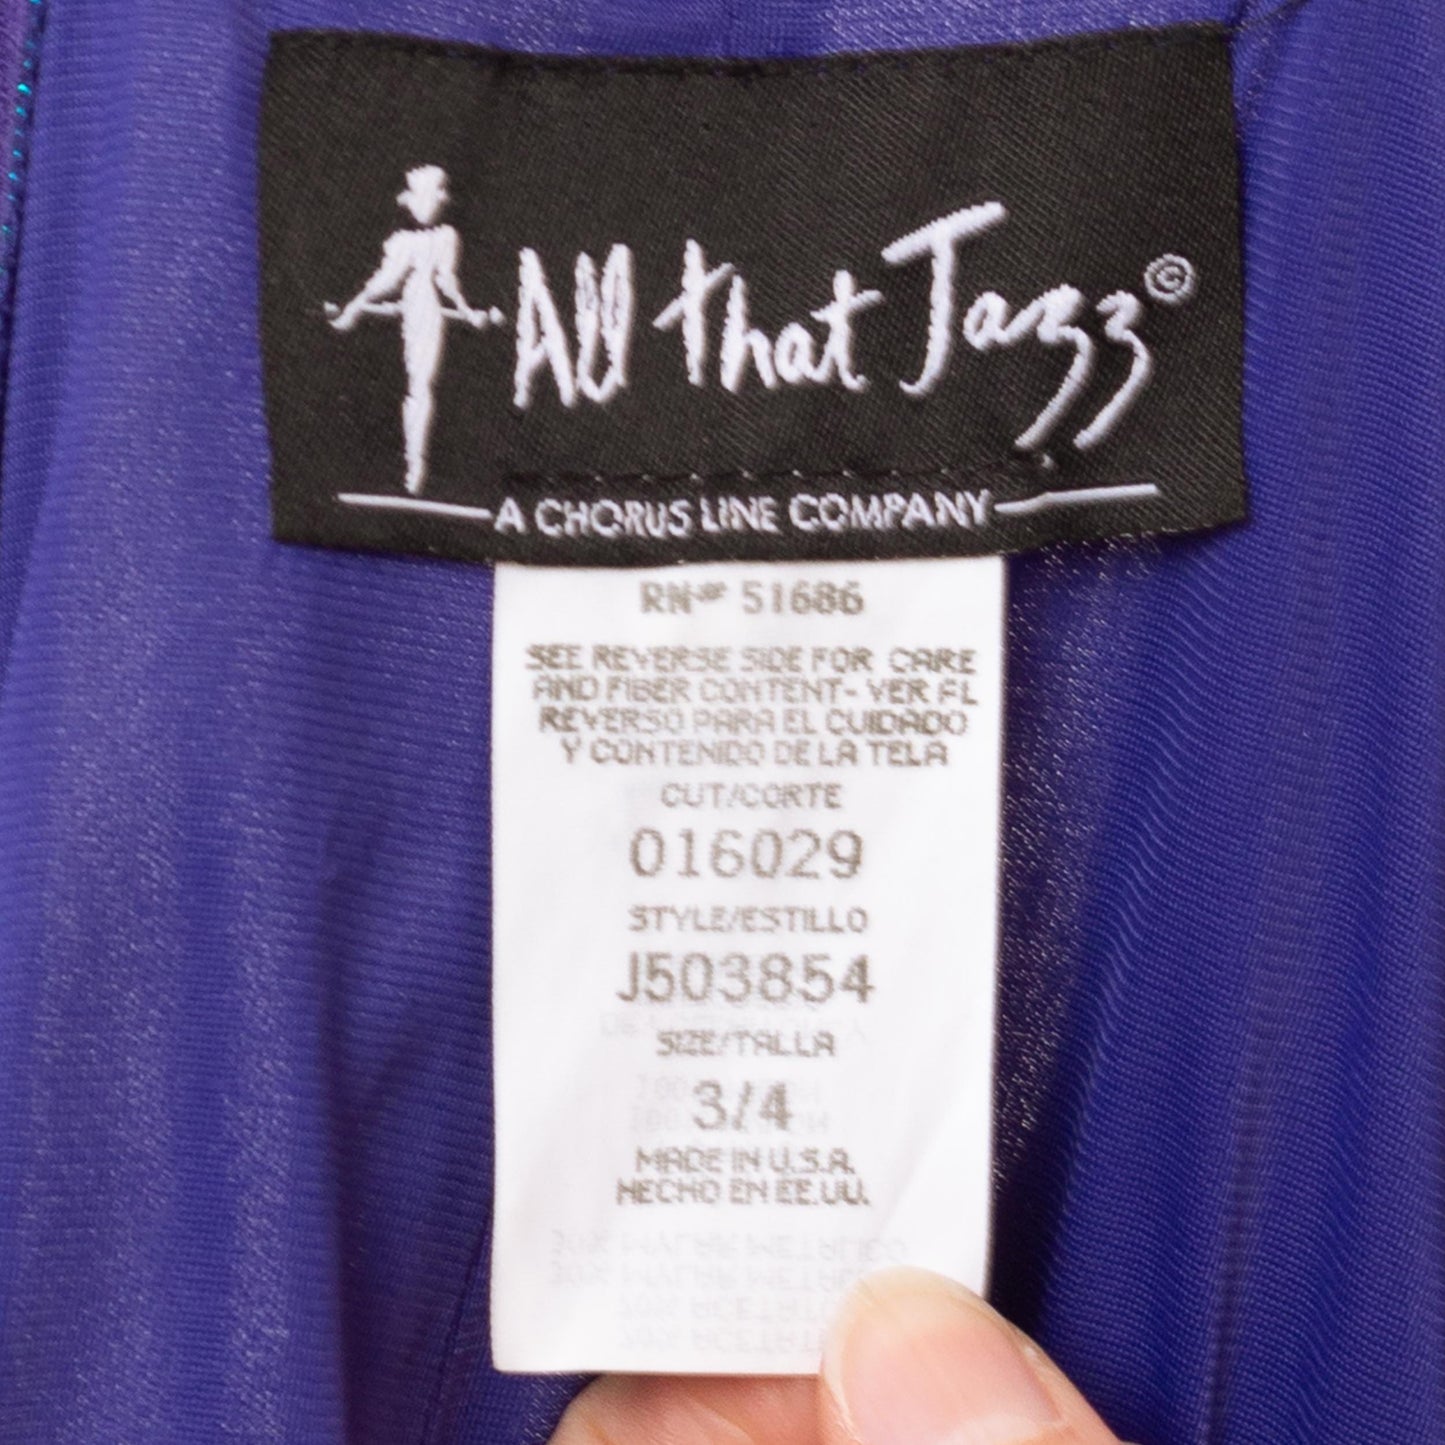 All that Jazz©
A CHORUS LINE COMPANY
RN# 51686
SEE REVERSE SIDE FOR CARE
AND FIBER CONTENT- VER FL
REVERSO PARA EL CUIDADO
Y CONTENIDO DE LA TELA
CUT/CORTE
016029
STYLE/ESTILLO
J503854
SIZE/TALLA
3/4
MADE IN U.S.A.
HECHO EN EE.UU.